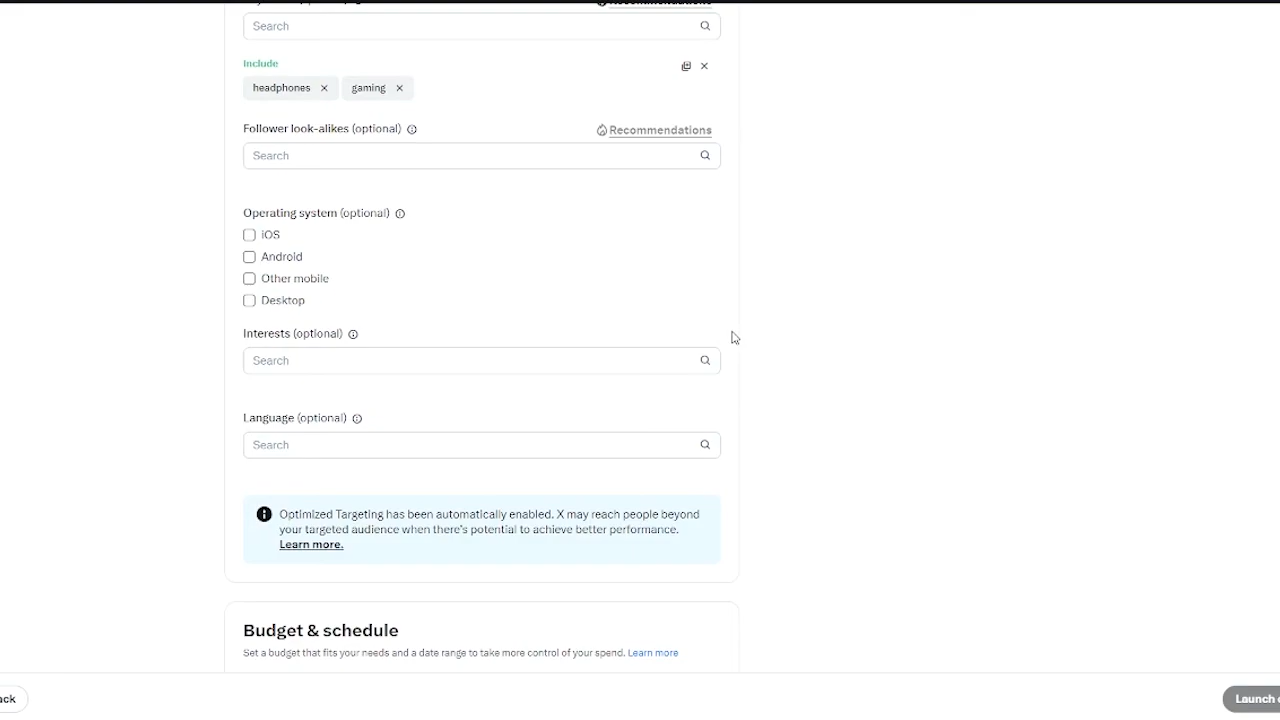 Search
Include
headphones
gaming
Follower look-alikes (optional)
Recommendations
Search
Operating system (optional)
iOS
Android
Other mobile
Desktop
Interests (optional)
Search
Language (optional)
Search
Optimized Targeting has been automatically enabled. X may reach people beyond
your targeted audience when there's potential to achieve better performance.
Learn more.
Budget & schedule
Set a budget that fits your needs and a date range to take more control of your spend. Learn more
ack
Launch